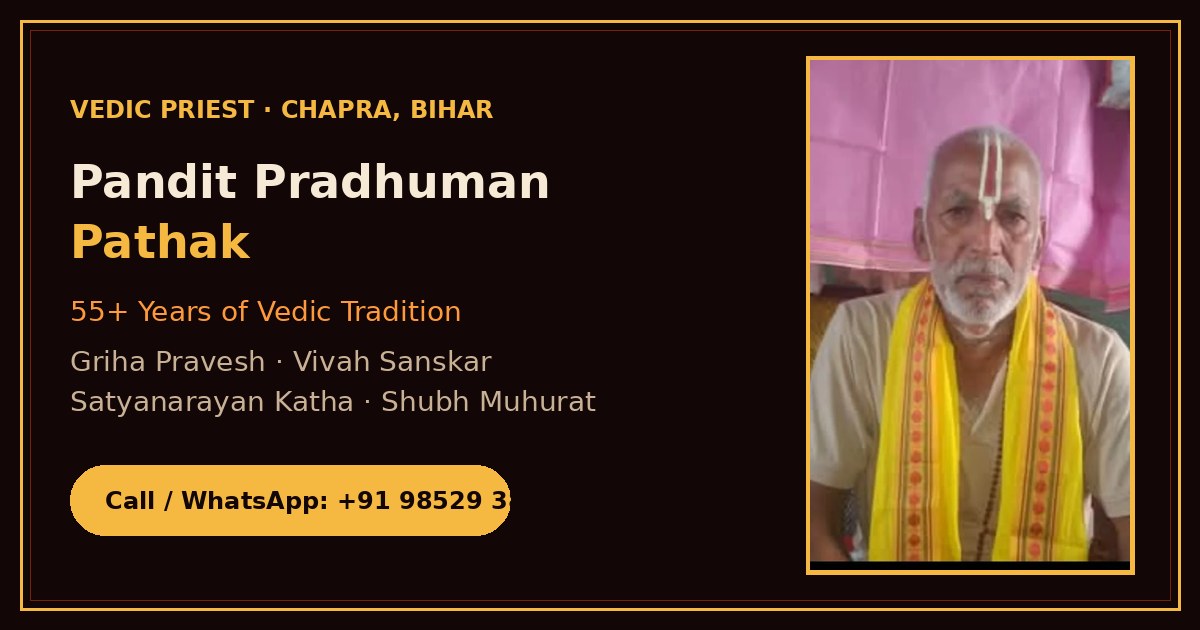 VEDIC PRIEST · CHAPRA, BIHAR
Pandit Pradhuman
Pathak
55+ Years of Vedic Tradition
Griha Pravesh · Vivah Sanskar
Satyanarayan Katha · Shubh Muhurat
Call / WhatsApp: +91 98529 3